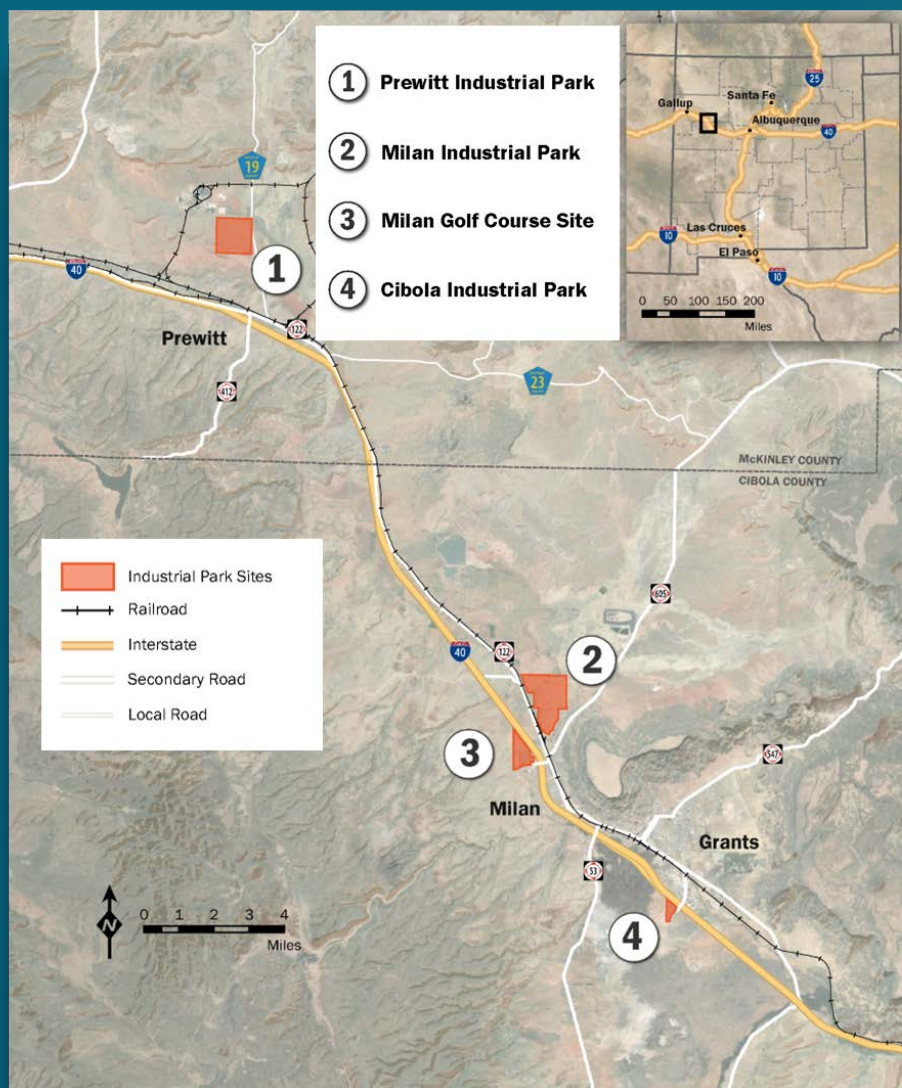 1 Prewitt Industrial Park
2 Milan Industrial Park
3 Milan Golf Course Site
4 Cibola Industrial Park
25
Santa Fe
Gallup
Albuquerque
40
Las Cruces
10
El Paso
10
0 50 100 150 200
Miles
19
1
40
Prewitt
122
23
412
McKINLEY COUNTY
CIBOLA COUNTY
Industrial Park Sites
Railroad
Interstate
Secondary Road
Local Road
605
40
122
2
3
547
Milan
Grants
53
4
N
0 1 2 3 4
Miles